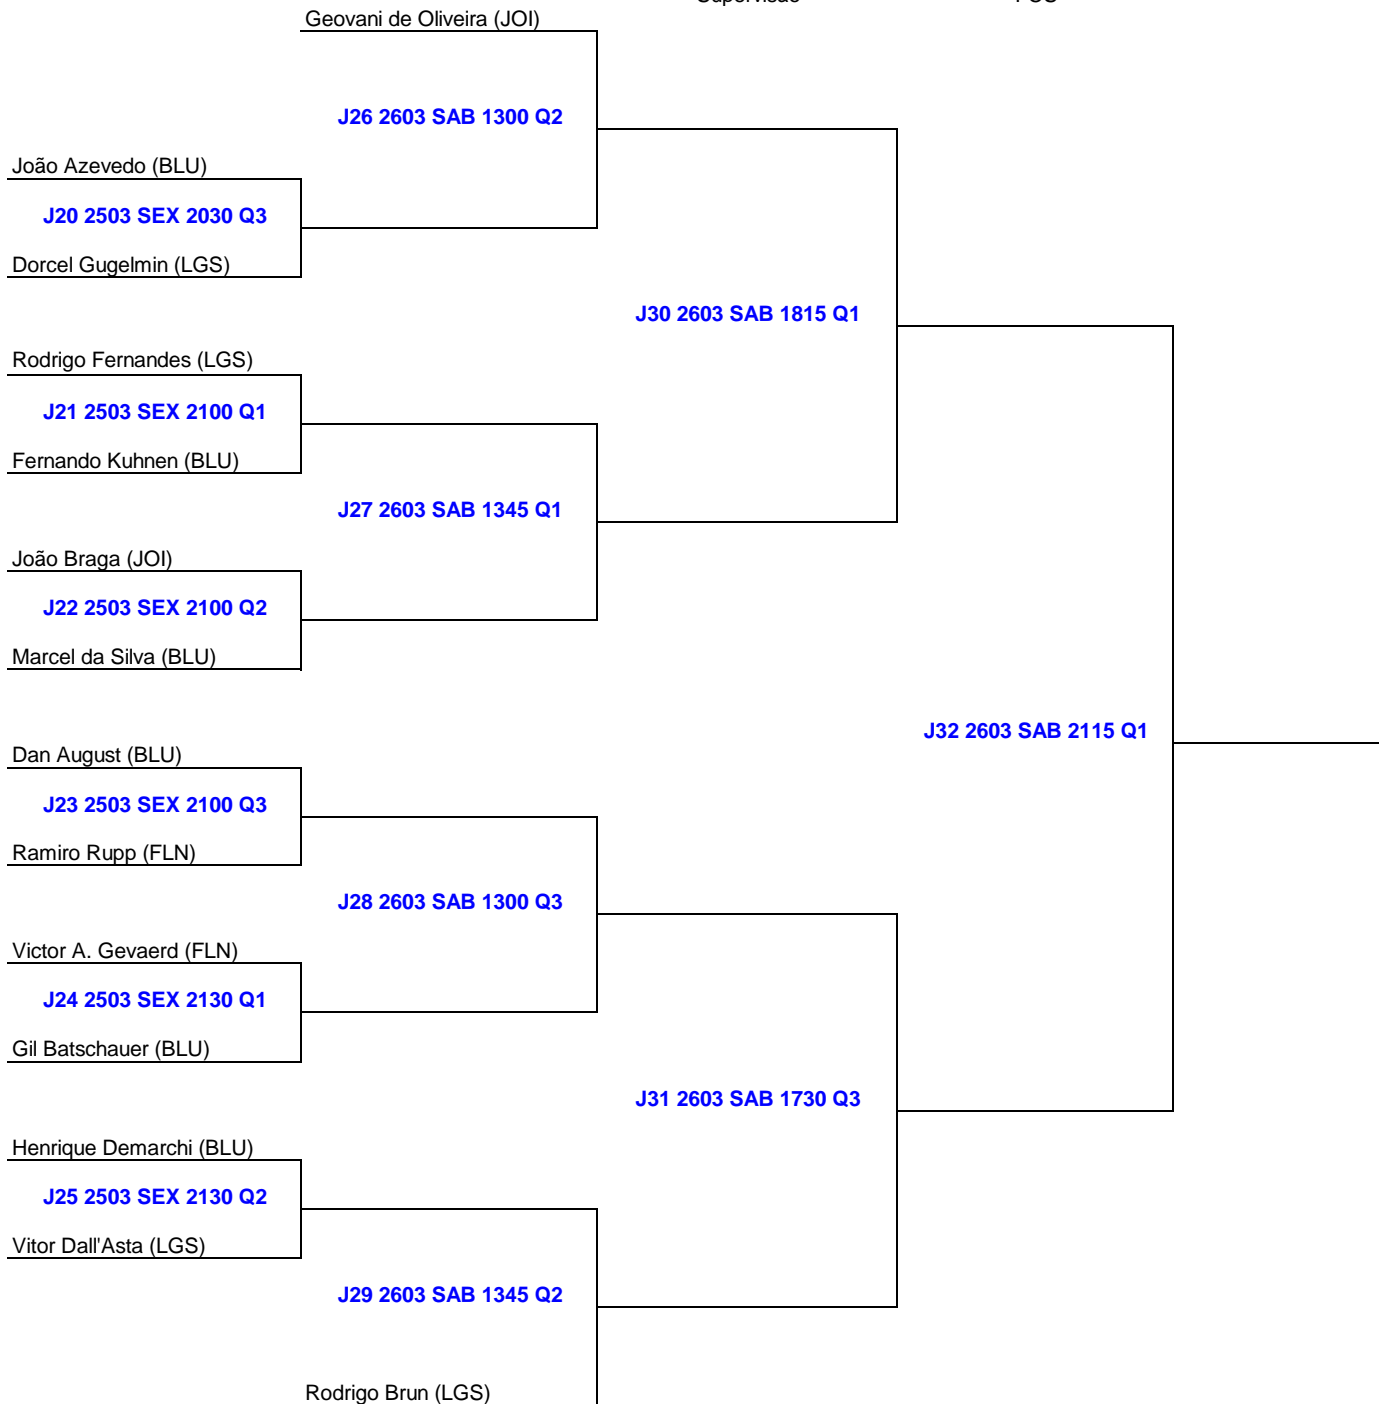 Geovani de Oliveira (JOI)
J26 2603 SAB 1300 Q2
João Azevedo (BLU)
J20 2503 SEX 2030 Q3
Dorcel Gugelmin (LGS)
J30 2603 SAB 1815 Q1
Rodrigo Fernandes (LGS)
J21 2503 SEX 2100 Q1
Fernando Kuhnen (BLU)
J27 2603 SAB 1345 Q1
João Braga (JOI)
J22 2503 SEX 2100 Q2
Marcel da Silva (BLU)
J32 2603 SAB 2115 Q1
Dan August (BLU)
J23 2503 SEX 2100 Q3
Ramiro Rupp (FLN)
J28 2603 SAB 1300 Q3
Victor A. Gevaerd (FLN)
J24 2503 SEX 2130 Q1
Gil Batschauer (BLU)
J31 2603 SAB 1730 Q3
Henrique Demarchi (BLU)
J25 2503 SEX 2130 Q2
Vitor Dall'Asta (LGS)
J29 2603 SAB 1345 Q2
Rodrigo Brun (LGS)